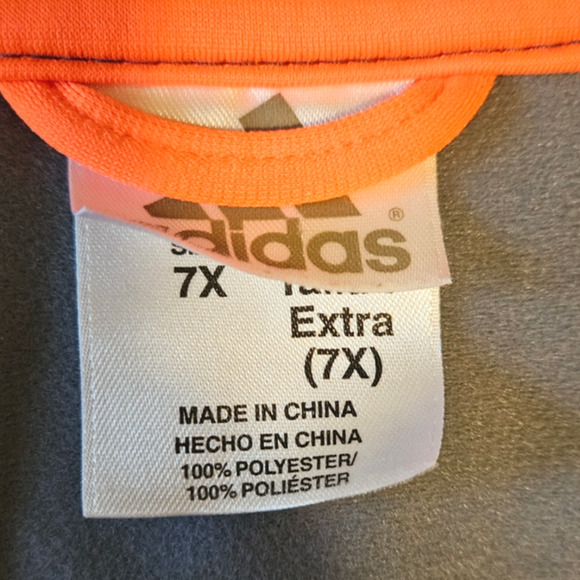 adidas®
7X
Extra
(7X)
MADE IN CHINA
HECHO EN CHINA
100% POLYESTER/
100% POLIÉSTER